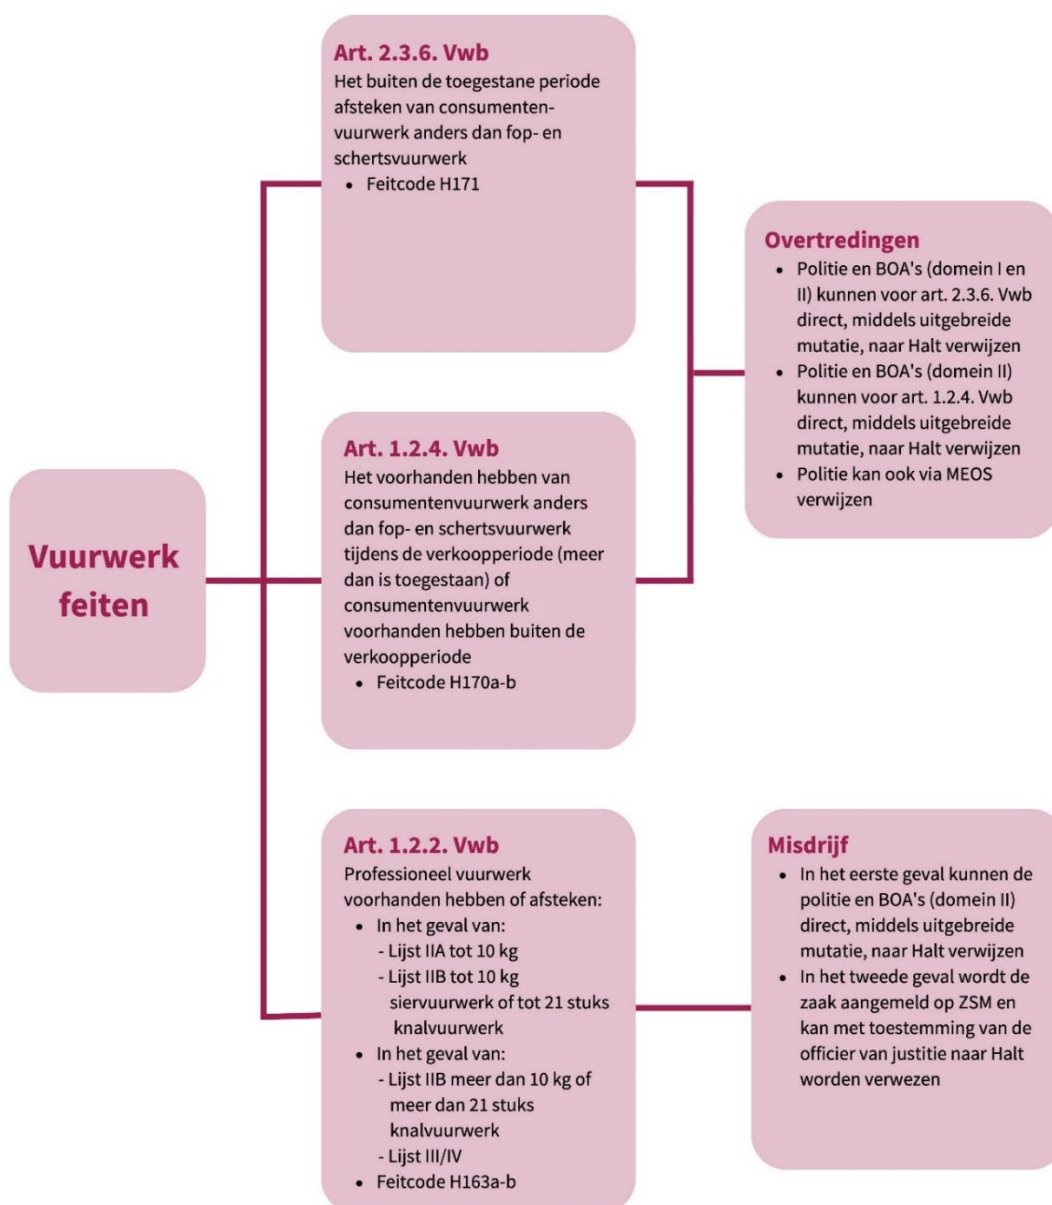 Vuurwerk
feiten
Art. 2.3.6. Vwb
Het buiten de toegestane periode
afsteken van consumenten-
vuurwerk anders dan fop- en
schertsvuurwerk
• Feitcode H171
Art. 1.2.4. Vwb
Het voorhanden hebben van
consumentenvuurwerk anders
dan fop- en schertsvuurwerk
tijdens de verkoopperiode (meer
dan is toegestaan) of
consumentenvuurwerk
voorhanden hebben buiten de
verkoopperiode
• Feitcode H170a-b
Overtredingen
• Politie en BOA's (domein I en
II) kunnen voor art. 2.3.6. Vwb
direct, middels uitgebreide
mutatie, naar Halt verwijzen
• Politie en BOA's (domein II)
kunnen voor art. 1.2.4. Vwb
direct, middels uitgebreide
mutatie, naar Halt verwijzen
• Politie kan ook via MEOS
verwijzen
Art. 1.2.2. Vwb
Professioneel vuurwerk
voorhanden hebben of afsteken:
• In het geval van:
- Lijst IIA tot 10 kg
- Lijst IIB tot 10 kg
siervuurwerk of tot 21 stuks
knalvuurwerk
• In het geval van:
- Lijst IIB meer dan 10 kg of
meer dan 21 stuks
knalvuurwerk
- Lijst III/IV
• Feitcode H163a-b
Misdrijf
• In het eerste geval kunnen de
politie en BOA's (domein II)
direct, middels uitgebreide
mutatie, naar Halt verwijzen
• In het tweede geval wordt de
zaak aangemeld op ZSM en
kan met toestemming van de
officier van justitie naar Halt
worden verwezen